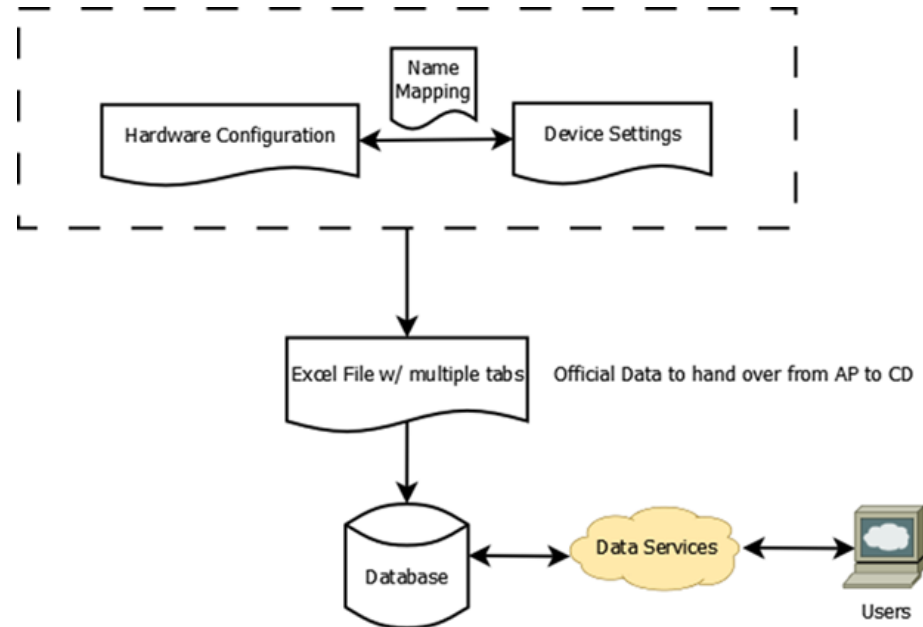 Name
Mapping
Hardware Configuration
Device Settings
Excel File w/ multiple tabs
Official Data to hand over from AP to CD
Database
Data Services
Users